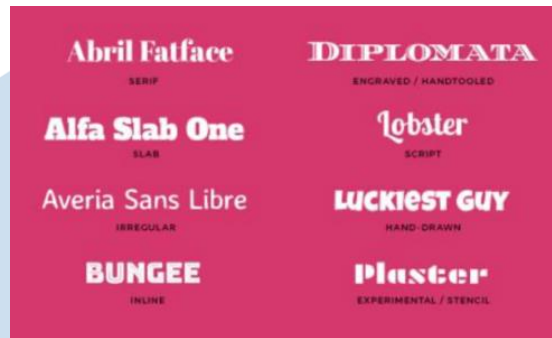 Abril Fatface
SERIF
DIPLOMATA
ENGRAVED / HANDTOOLED
Alfa Slab One
SLAB
Lobster
SCRIPT
Averia Sans Libre
IRREGULAR
LUCKIEST GUY
HAND-DRAWN
BUNGEE
INLINE
Plaster
EXPERIMENTAL / STENCIL